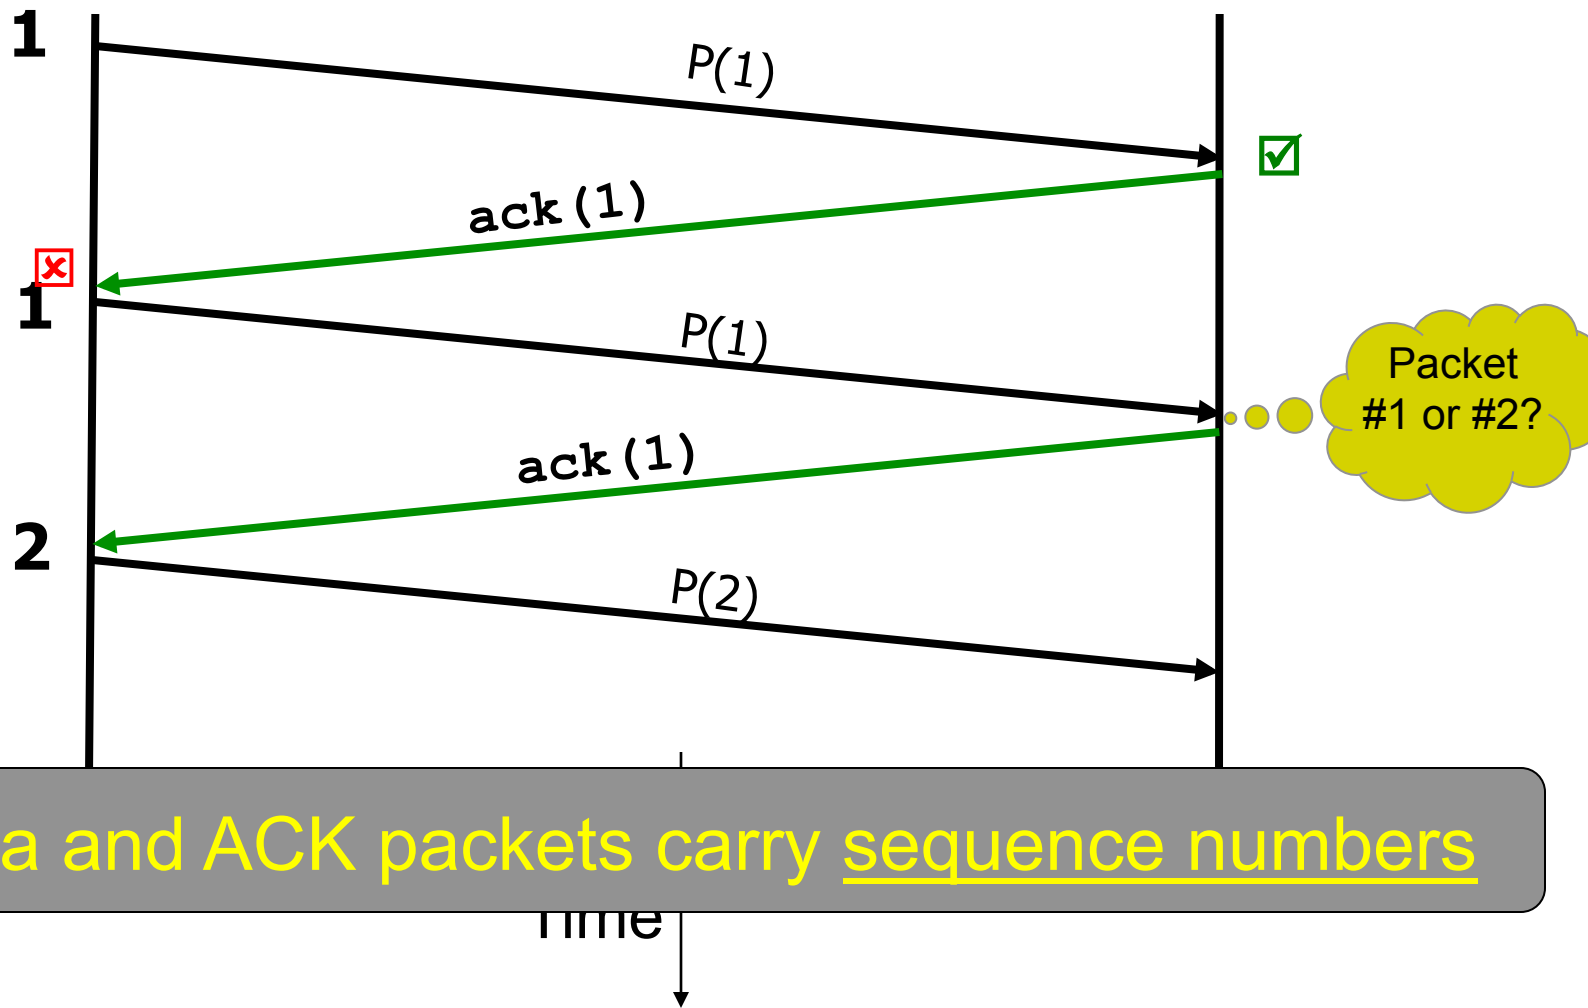 1
P(1)
ack(1)
1
P(1)
Packet
#1 or #2?
ack(1)
2
P(2)
a and ACK packets carry sequence numbers
Time